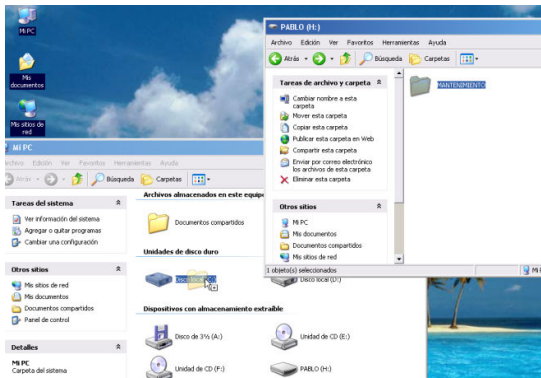 Mi PC
Mis
documentos
Mis sitios de
red
PABLO (H:)
Archivo Edición Ver Favoritos Herramientas Ayuda
Atrás Búsqueda Carpetas
Tareas de archivo y carpeta
Cambiar nombre a esta
carpeta
Mover esta carpeta
Copiar esta carpeta
Publicar esta carpeta en Web
Compartir esta carpeta
Enviar por correo electrónico
los archivos de esta carpeta
Eliminar esta carpeta
Otros sitios
Mi PC
Mis documentos
Documentos compartidos
Mis sitios de red
MANTENIMIENTO
1 objeto(s) seleccionados
Mi PC
Edición Ver Favoritos Herramientas Ayuda
Atrás Búsqueda Carpetas
Tareas del sistema
Ver información del sistema
Agregar o quitar programas
Cambiar una configuración
Otros sitios
Mis sitios de red
Mis documentos
Documentos compartidos
Panel de control
Detalles
Mi PC
Carpeta del sistema
Archivos almacenados en este equipo
Documentos compartidos
Unidades de disco duro
Disco local (D:)
Dispositivos con almacenamiento extraíble
Disco de 3½ (A:)
Unidad de CD (E:)
Unidad de CD (F:)
PABLO (H:)